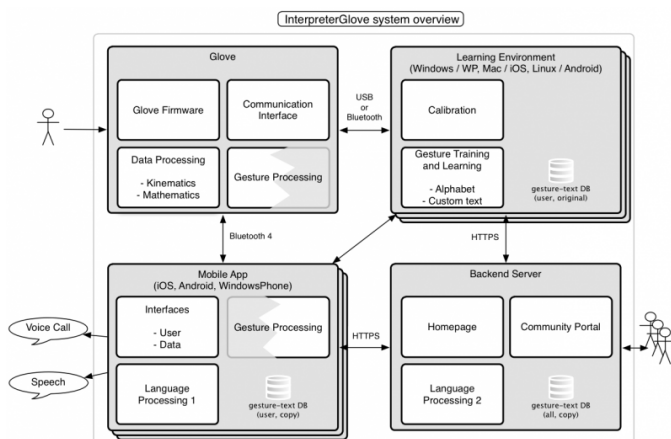 InterpreterGlove system overview
Glove
Glove Firmware
Communication
Interface
Data Processing
- Kinematics
- Mathematics
Gesture Processing
USB
or
Bluetooth
Learning Environment
(Windows / WP, Mac / iOS, Linux / Android)
Calibration
Gesture Training
and Learning
- Alphabet
- Custom text
gesture-text DB
(user, original)
Bluetooth 4
HTTPS
Mobile App
(iOS, Android, WindowsPhone)
Interfaces
- User
- Data
Gesture Processing
Language
Processing 1
gesture-text DB
(user, copy)
Voice Call
Speech
HTTPS
Backend Server
Homepage
Community Portal
Language
Processing 2
gesture-text DB
(all, copy)